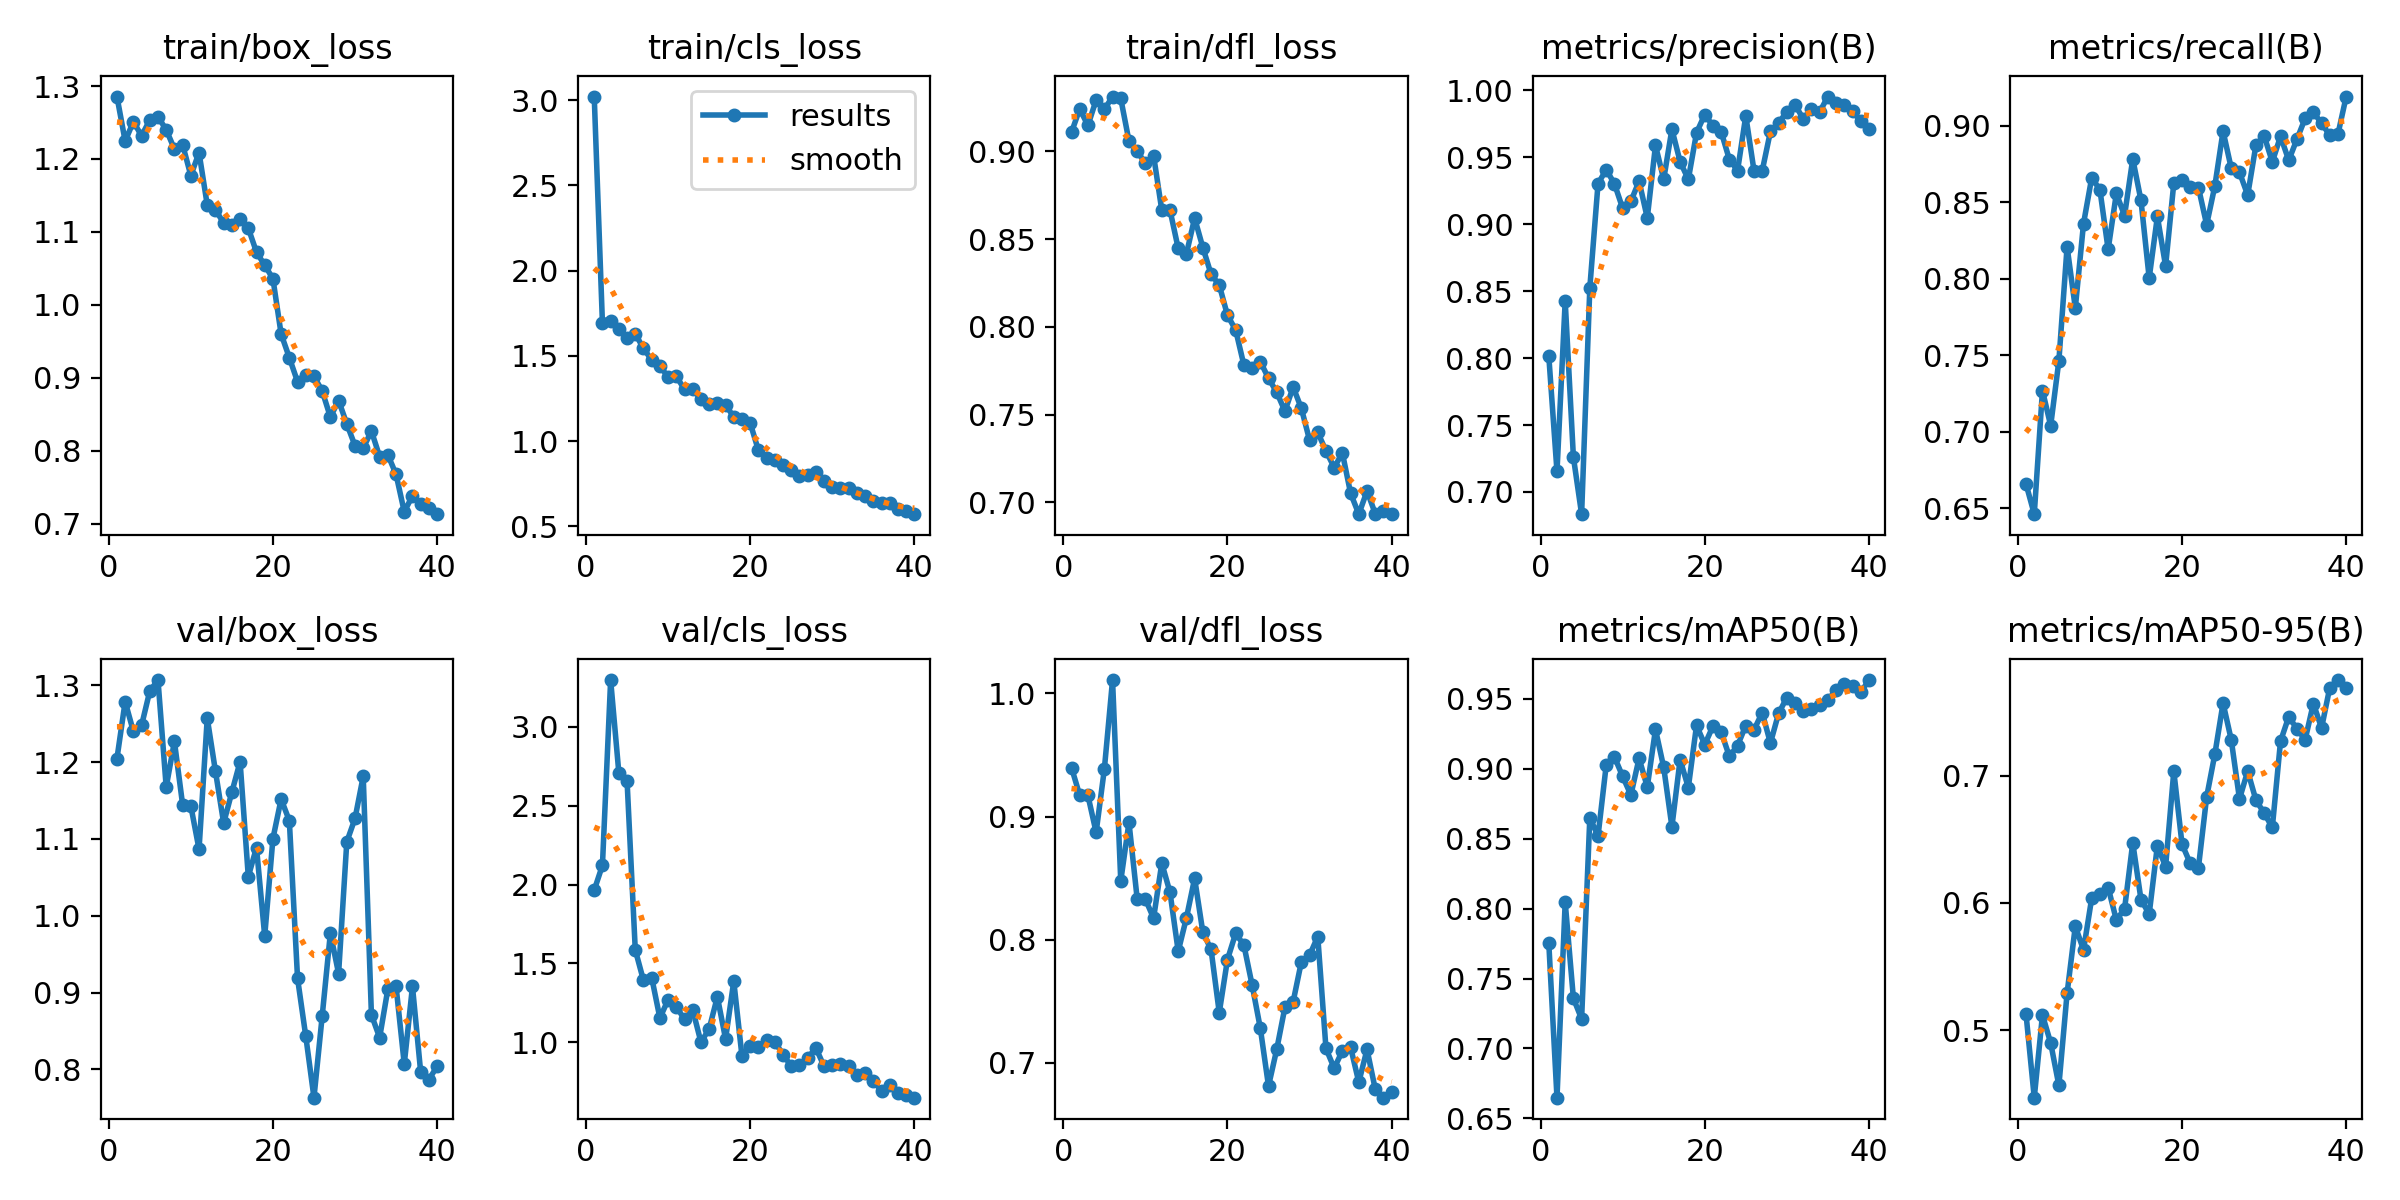 train/box_loss
1.3
1.2
1.1
1.0
0.9
0.8
0.7
0 20 40
train/cls_loss
results
smooth
3.0
2.5
2.0
1.5
1.0
0.5
0 20 40
train/dfl_loss
0.90
0.85
0.80
0.75
0.70
0 20 40
metrics/precision(B)
1.00
0.95
0.90
0.85
0.80
0.75
0.70
0 20 40
metrics/recall(B)
0.90
0.85
0.80
0.75
0.70
0.65
0 20 40
val/box_loss
1.3
1.2
1.1
1.0
0.9
0.8
0 20 40
val/cls_loss
3.0
2.5
2.0
1.5
1.0
0 20 40
val/dfl_loss
1.0
0.9
0.8
0.7
0 20 40
metrics/mAP50(B)
0.95
0.90
0.85
0.80
0.75
0.70
0.65
0 20 40
metrics/mAP50-95(B)
0.7
0.6
0.5
0 20 40